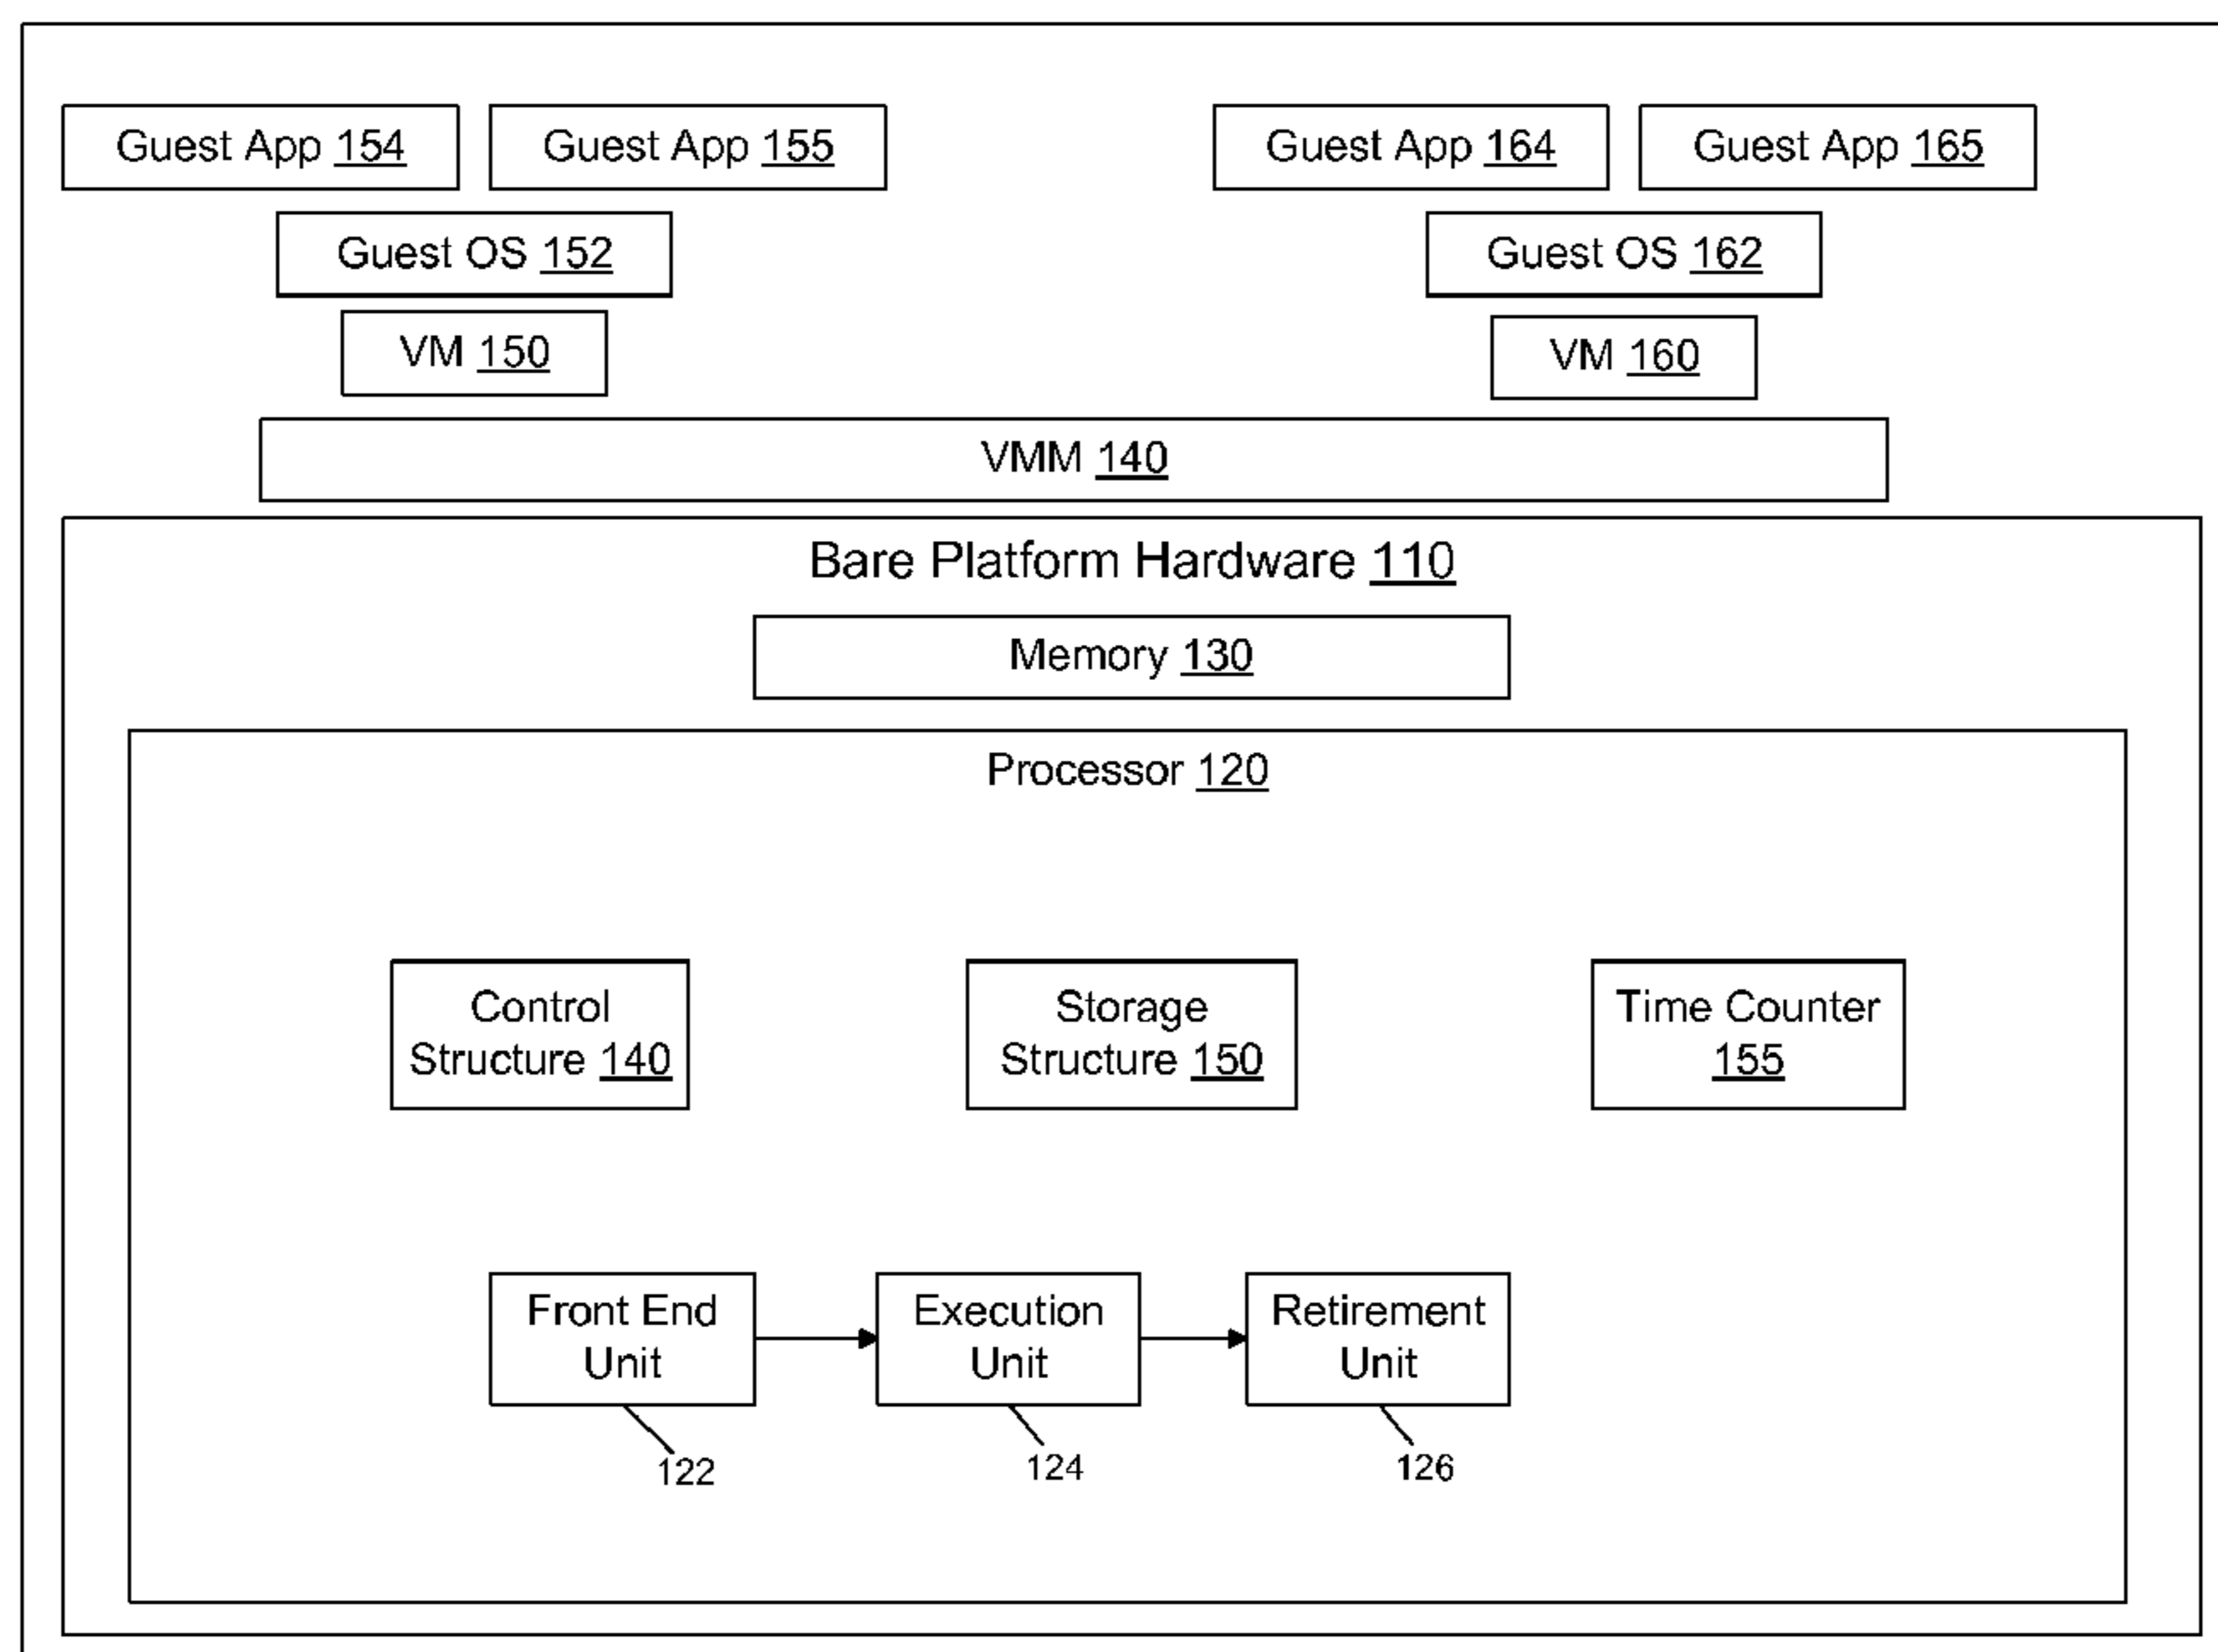 Guest App 154
Guest App 155
Guest App 164
Guest App 165
Guest OS 152
Guest OS 162
VM 150
VM 160
VMM 140
Bare Platform Hardware 110
Memory 130
Processor 120
Control
Structure 140
Storage
Structure 150
Time Counter
155
Front End
Unit
Execution
Unit
Retirement
Unit
122
124
126